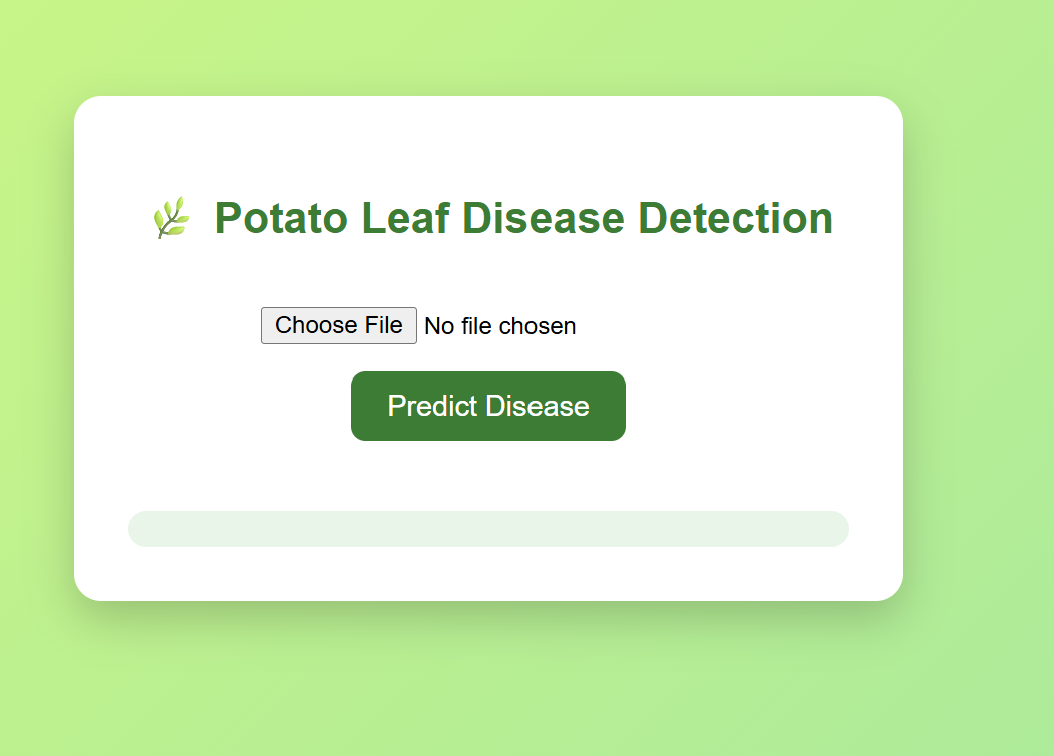 🌿 Potato Leaf Disease Detection
Choose File No file chosen
Predict Disease